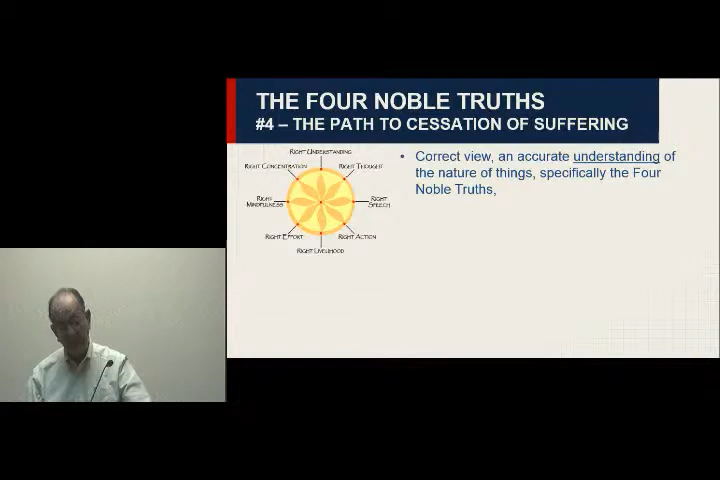 THE FOUR NOBLE TRUTHS
#4 – THE PATH TO CESSATION OF SUFFERING
RIGHT UNDERSTANDING
RIGHT CONCENTRATION
RIGHT THOUGHT
RIGHT
MINDFULNESS
RIGHT
SPEECH
RIGHT EFFORT
RIGHT ACTION
RIGHT LIVELIHOOD
• Correct view, an accurate understanding of
the nature of things, specifically the Four
Noble Truths,